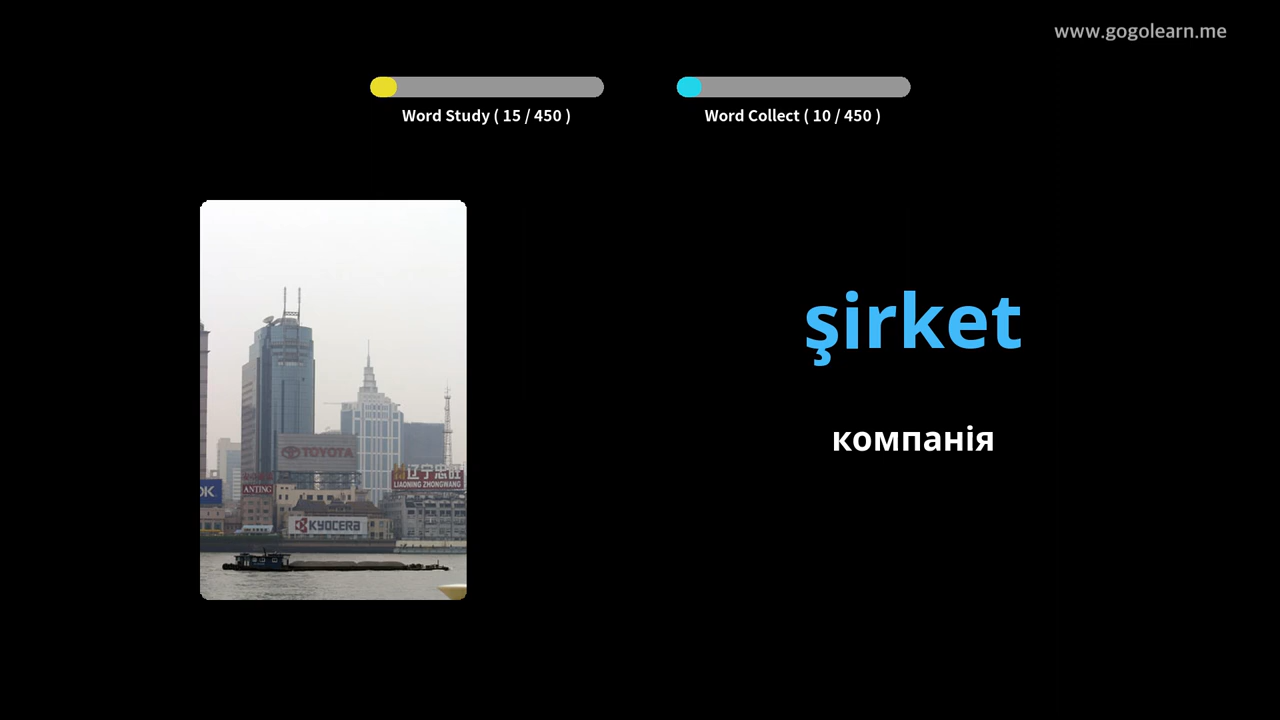 www.gogolearn.me
Word Study ( 15 / 450 )
Word Collect ( 10 / 450 )
şirket
компанія
TOYOTA
辽宁忠旺
LIAONING ZHONGWANG
OK
ANTING
KYOCERA